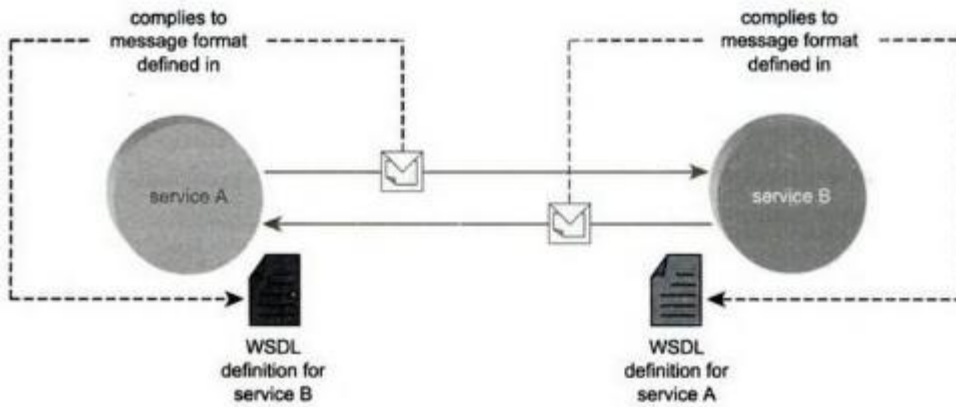 complies to
message format
defined in
complies to
message format
defined in
service A
service B
WSDL
definition for
service B
WSDL
definition for
service A